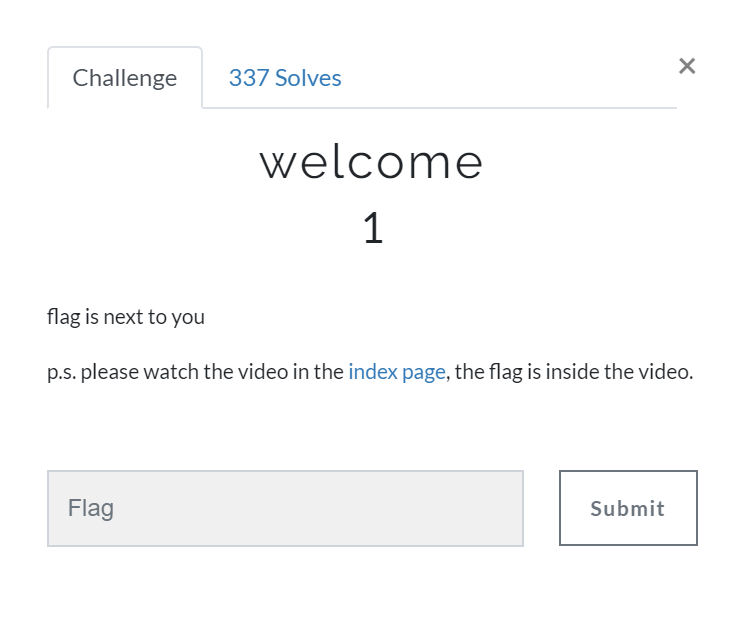 Challenge
337 Solves
×
welcome
1
flag is next to you
p.s. please watch the video in the index page, the flag is inside the video.
Flag
Submit